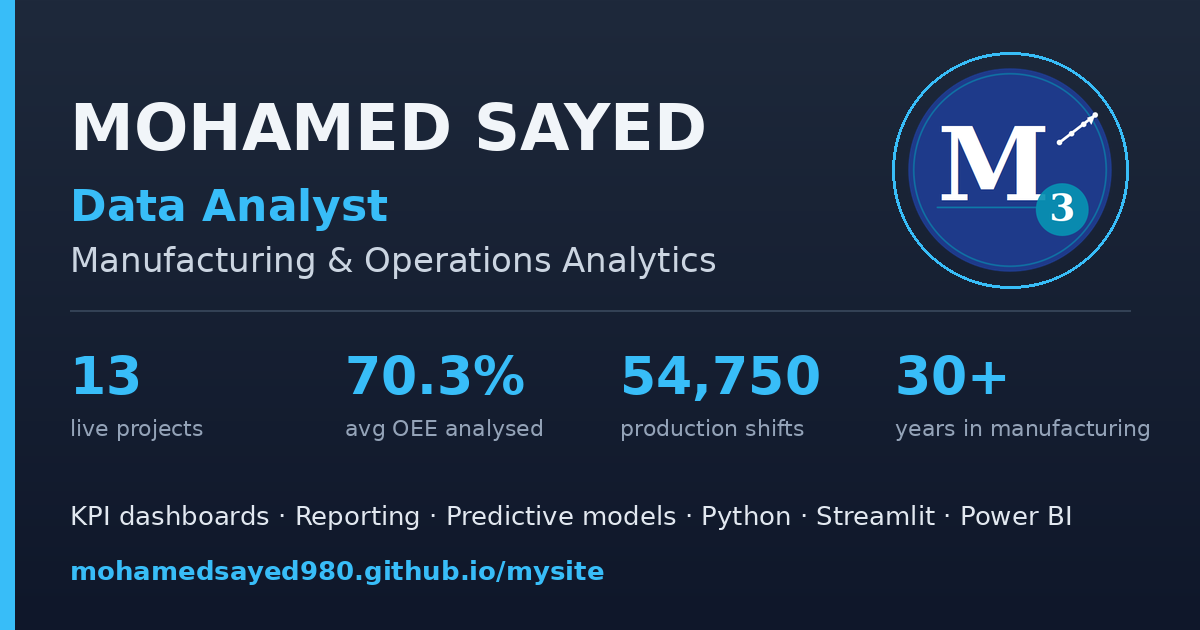 MOHAMED SAYED
Data Analyst
Manufacturing & Operations Analytics
M
3
13
live projects
70.3%
avg OEE analysed
54,750
production shifts
30+
years in manufacturing
KPI dashboards · Reporting · Predictive models · Python · Streamlit · Power BI
mohamedsayed980.github.io/mysite